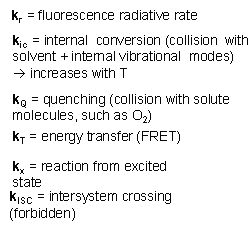 kr = fluorescence radiative rate
kic = internal conversion (collision with
solvent + internal vibrational modes)
→ increases with T
kQ = quenching (collision with solute
molecules, such as O2)
kT = energy transfer (FRET)
kx = reaction from excited
state
kISC = intersystem crossing
(forbidden)